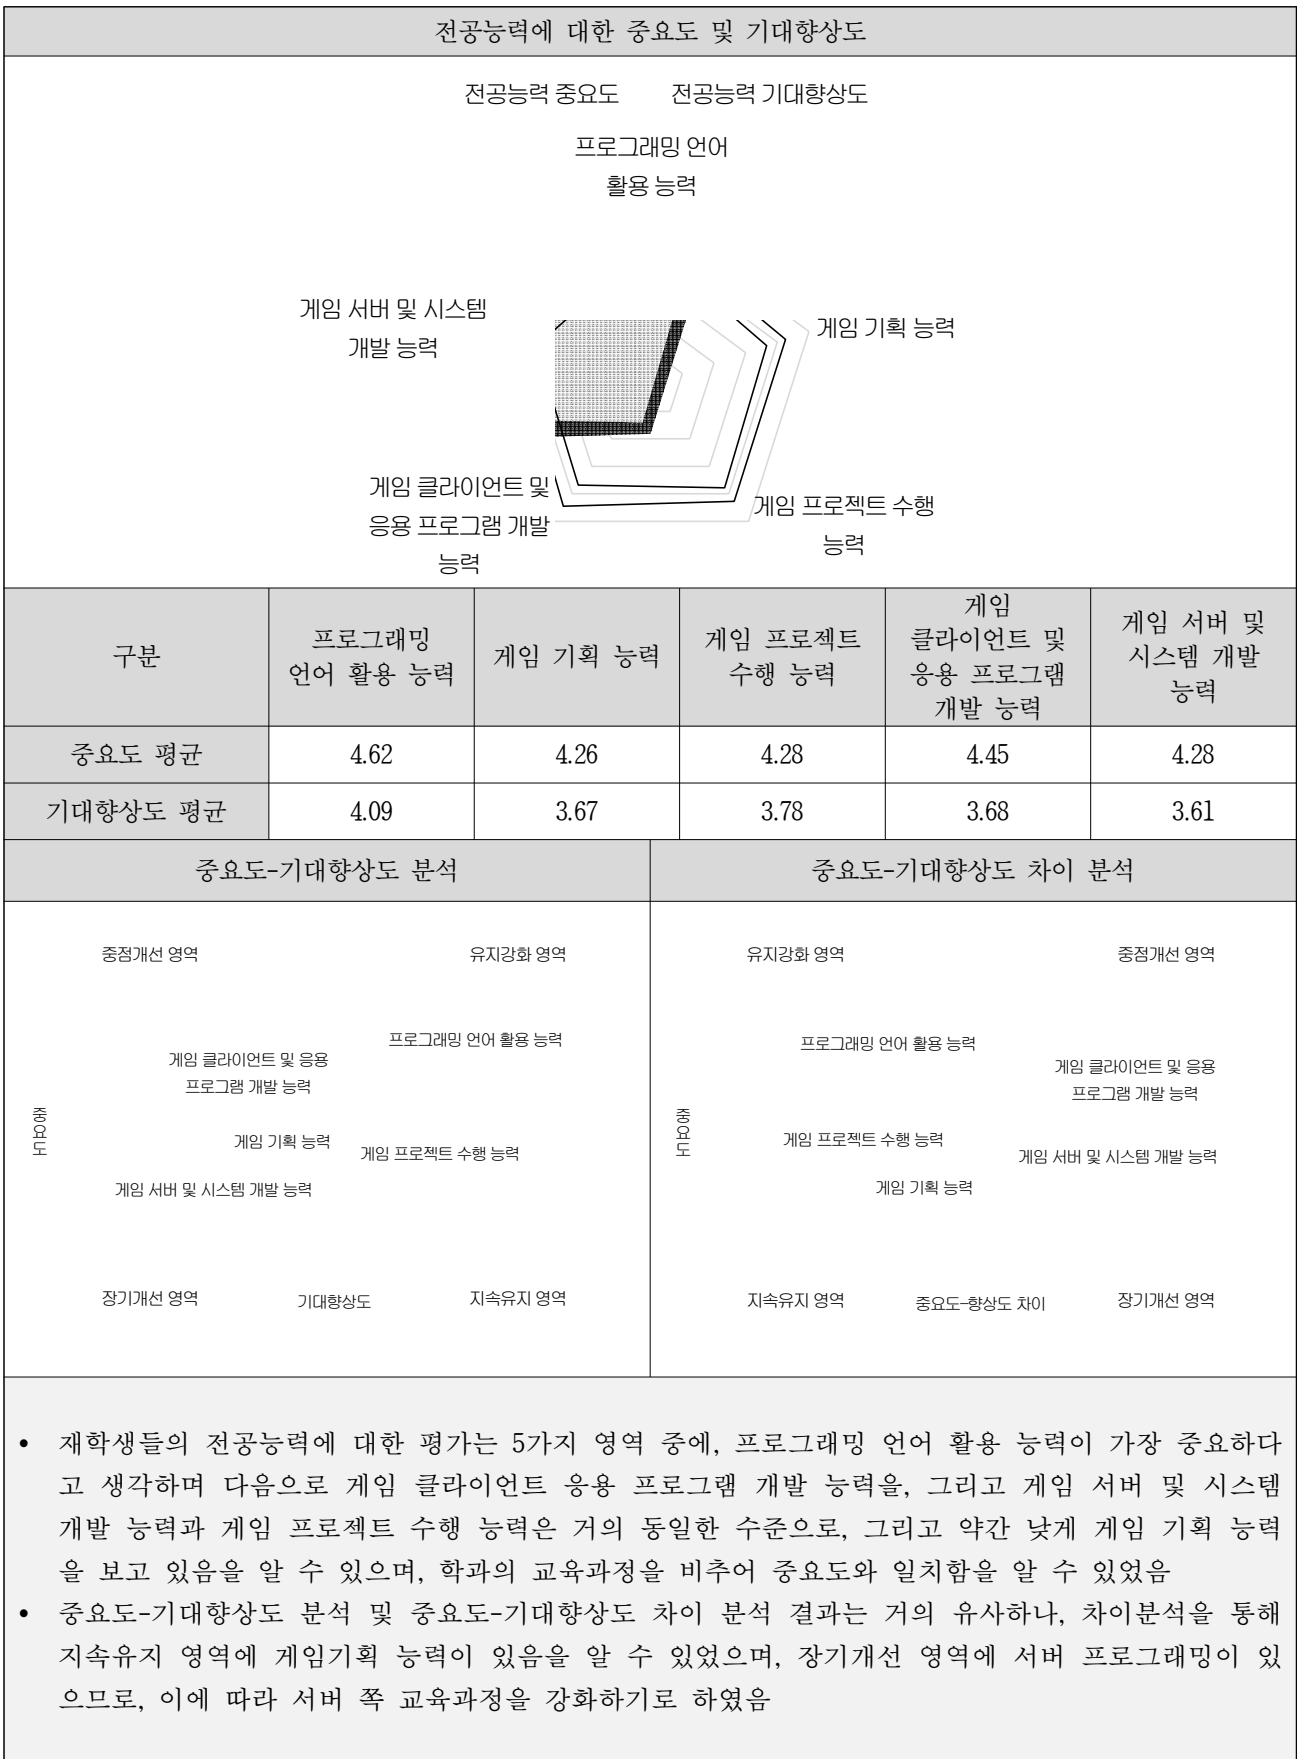 전공능력에 대한 중요도 및 기대향상도
전공능력 중요도 전공능력 기대향상도
프로그래밍 언어
활용 능력
게임 서버 및 시스템
개발 능력
게임 기획 능력
게임 클라이언트 및
응용 프로그램 개발
능력
게임 프로젝트 수행
능력
구분
프로그래밍
언어 활용 능력
게임 기획 능력
게임 프로젝트
수행 능력
게임
클라이언트 및
응용 프로그램
개발 능력
게임 서버 및
시스템 개발
능력
중요도 평균 4.62 4.26 4.28 4.45 4.28
기대향상도 평균 4.09 3.67 3.78 3.68 3.61
중요도-기대향상도 분석
중점개선 영역 유지강화 영역
프로그래밍 언어 활용 능력
게임 클라이언트 및 응용
프로그램 개발 능력
중요도
게임 기획 능력
게임 프로젝트 수행 능력
게임 서버 및 시스템 개발 능력
장기개선 영역 기대향상도 지속유지 영역
중요도-기대향상도 차이 분석
유지강화 영역 중점개선 영역
프로그래밍 언어 활용 능력
게임 클라이언트 및 응용
프로그램 개발 능력
중요도
게임 프로젝트 수행 능력
게임 서버 및 시스템 개발 능력
게임 기획 능력
지속유지 영역 중요도-향상도 차이 장기개선 영역
• 재학생들의 전공능력에 대한 평가는 5가지 영역 중에, 프로그래밍 언어 활용 능력이 가장 중요하다
고 생각하며 다음으로 게임 클라이언트 응용 프로그램 개발 능력을, 그리고 게임 서버 및 시스템
개발 능력과 게임 프로젝트 수행 능력은 거의 동일한 수준으로, 그리고 약간 낮게 게임 기획 능력
을 보고 있음을 알 수 있으며, 학과의 교육과정을 비추어 중요도와 일치함을 알 수 있었음
• 중요도-기대향상도 분석 및 중요도-기대향상도 차이 분석 결과는 거의 유사하나, 차이분석을 통해
지속유지 영역에 게임기획 능력이 있음을 알 수 있었으며, 장기개선 영역에 서버 프로그래밍이 있
으므로, 이에 따라 서버 쪽 교육과정을 강화하기로 하였음